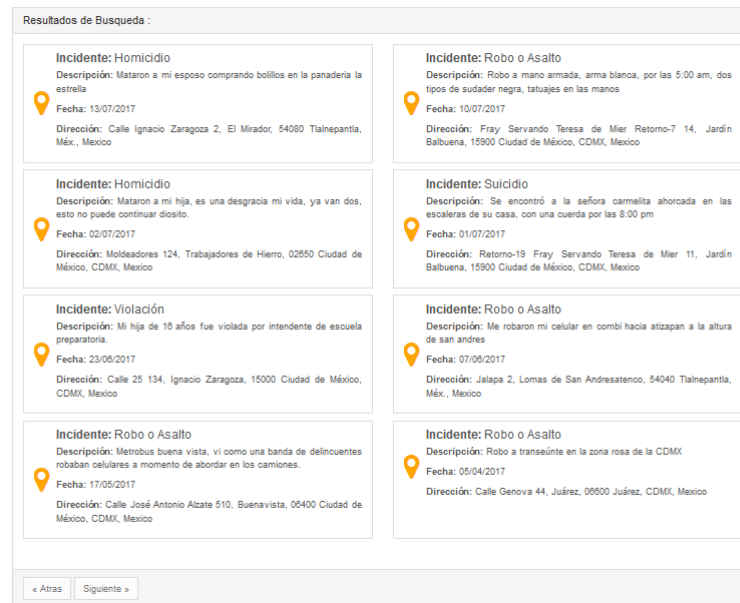 Resultados de Busqueda :
Incidente: Homicidio
Descripción: Mataron a mi esposo comprando bolillos en la panaderia la
estrella
Fecha: 13/07/2017
Dirección: Calle Ignacio Zaragoza 2, El Mirador, 54080 Tlalnepantla,
Méx., Mexico
Incidente: Robo o Asalto
Descripción: Robo a mano armada, arma blanca, por las 5:00 am, dos
tipos de sudader negra, tatuajes en las manos
Fecha: 10/07/2017
Dirección: Fray Servando Teresa de Mier Retorno-7 14, Jardín
Balbuena, 15900 Ciudad de México, CDMX, Mexico
Incidente: Homicidio
Descripción: Mataron a mi hija, es una desgracia mi vida, ya van dos,
esto no puede continuar diosito.
Fecha: 02/07/2017
Dirección: Moldeadores 124, Trabajadores de Hierro, 02650 Ciudad de
México, CDMX, Mexico
Incidente: Suicidio
Descripción: Se encontró a la señora carmelita ahorcada en las
escaleras de su casa, con una cuerda por las 8:00 pm
Fecha: 01/07/2017
Dirección: Retorno-19 Fray Servando Teresa de Mier 11, Jardín
Balbuena, 15900 Ciudad de México, CDMX, Mexico
Incidente: Violación
Descripción: Mi hija de 16 años fue violada por intendente de escuela
preparatoria.
Fecha: 23/06/2017
Dirección: Calle 25 134, Ignacio Zaragoza, 15000 Ciudad de México,
CDMX, Mexico
Incidente: Robo o Asalto
Descripción: Me robaron mi celular en combi hacia atizapan a la altura
de san andres
Fecha: 07/06/2017
Dirección: Jalapa 2, Lomas de San Andresatenco, 54040 Tlalnepantla,
Méx., Mexico
Incidente: Robo o Asalto
Descripción: Metrobus buena vista, vi como una banda de delincuentes
robaban celulares a momento de abordar en los camiones.
Fecha: 17/05/2017
Dirección: Calle José Antonio Alzate 510, Buenavista, 06400 Ciudad de
México, CDMX, Mexico
Incidente: Robo o Asalto
Descripción: Robo a transeúnte en la zona rosa de la CDMX
Fecha: 05/04/2017
Dirección: Calle Genova 44, Juárez, 06600 Juárez, CDMX, Mexico
« Atras Siguiente »